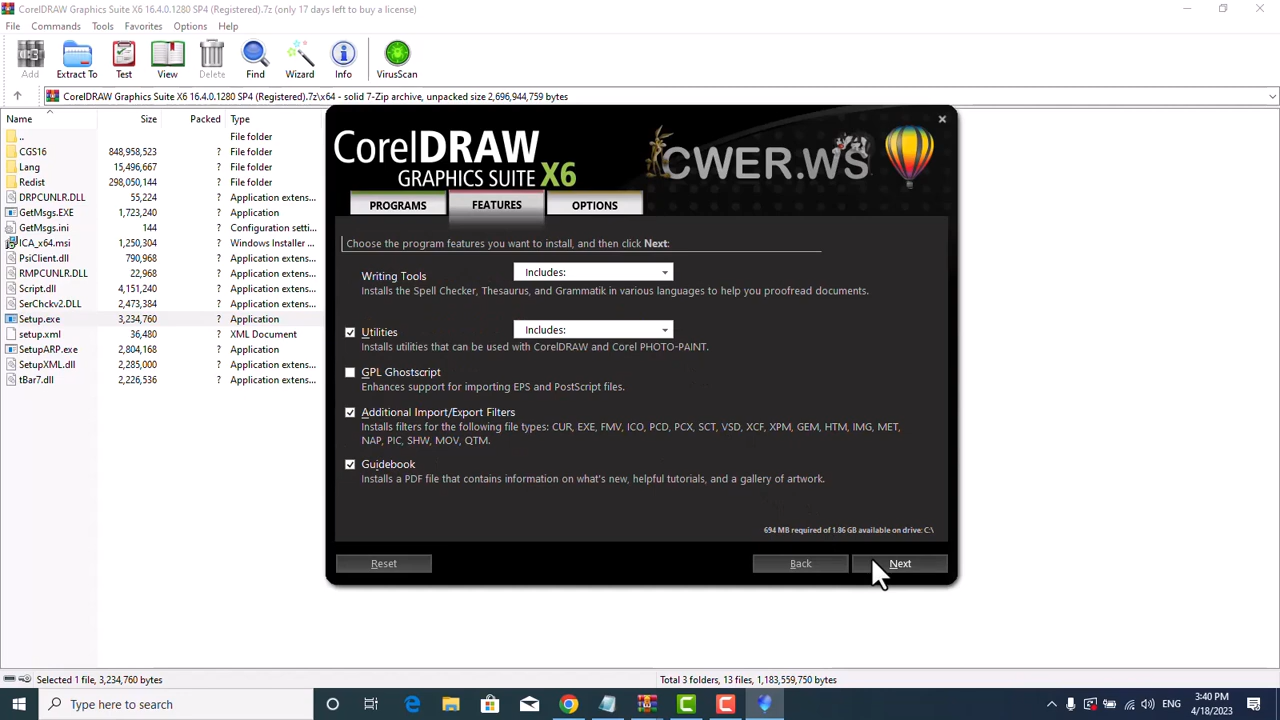 CorelDRAW Graphics Suite X6 16.4.0.1280 SP4 (Registered).7z (only 17 days left to buy a license)
File Commands Tools Favorites Options Help
Add Extract To Test View Delete Find Wizard Info VirusScan
CorelDRAW Graphics Suite X6 16.4.0.1280 SP4 (Registered).7z\x64 - solid 7-Zip archive, unpacked size 2,696,944,759 bytes
Name Size Packed Type
.. File folder
CGS16 848,958,523 ? File folder
Lang 15,496,667 ? File folder
Redist 298,050,144 ? File folder
DRPCUNLR.DLL 55,224 ? Application extens...
GetMsgs.EXE 1,723,240 ? Application
GetMsgs.ini 144 ? Configuration setti...
ICA_x64.msi 1,250,304 ? Windows Installer ...
PsiClient.dll 790,968 ? Application extens...
RMPCUNLR.DLL 22,968 ? Application extens...
Script.dll 4,151,240 ? Application extens...
SerChckv2.DLL 2,473,384 ? Application extens...
Setup.exe 3,234,760 ? Application
setup.xml 36,480 ? XML Document
SetupARP.exe 2,804,168 ? Application
SetupXML.dll 2,285,000 ? Application extens...
tBar7.dll 2,226,536 ? Application extens...
CorelDRAW
GRAPHICS SUITE X6
CWER.WS
PROGRAMS FEATURES OPTIONS
Choose the program features you want to install, and then click Next:
Writing Tools Includes:
Installs the Spell Checker, Thesaurus, and Grammatik in various languages to help you proofread documents.
Utilities Includes:
Installs utilities that can be used with CorelDRAW and Corel PHOTO-PAINT.
GPL Ghostscript
Enhances support for importing EPS and PostScript files.
Additional Import/Export Filters
Installs filters for the following file types: CUR, EXE, FMV, ICO, PCD, PCX, SCT, VSD, XCF, XPM, GEM, HTM, IMG, MET,
NAP, PIC, SHW, MOV, QTM.
Guidebook
Installs a PDF file that contains information on what's new, helpful tutorials, and a gallery of artwork.
694 MB required of 1.86 GB available on drive: C:\
Reset Back Next
Selected 1 file, 3,234,760 bytes Total 3 folders, 13 files, 1,183,559,750 bytes
Type here to search
ENG
3:40 PM
4/18/2023